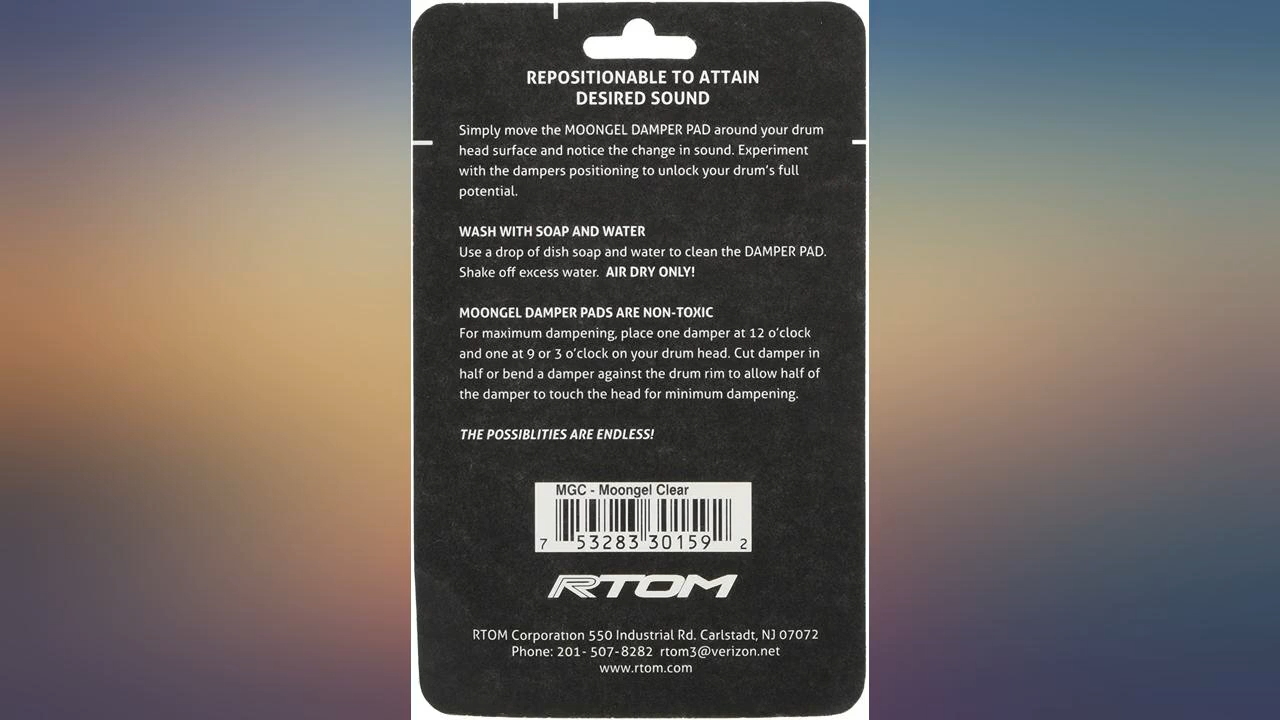 REPOSITIONABLE TO ATTAIN
DESIRED SOUND
Simply move the MOONGEL DAMPER PAD around your drum
head surface and notice the change in sound. Experiment
with the dampers positioning to unlock your drum's full
potential.
WASH WITH SOAP AND WATER
Use a drop of dish soap and water to clean the DAMPER PAD.
Shake off excess water. AIR DRY ONLY!
MOONGEL DAMPER PADS ARE NON-TOXIC
For maximum dampening, place one damper at 12 o'clock
and one at 9 or 3 o'clock on your drum head. Cut damper in
half or bend a damper against the drum rim to allow half of
the damper to touch the head for minimum dampening.
THE POSSIBLITIES ARE ENDLESS!
MGC - Moongel Clear
7 53283 30159 2
RTOM
RTOM Corporation 550 Industrial Rd. Carlstadt, NJ 07072
Phone: 201- 507-8282 rtom3@verizon.net
www.rtom.com